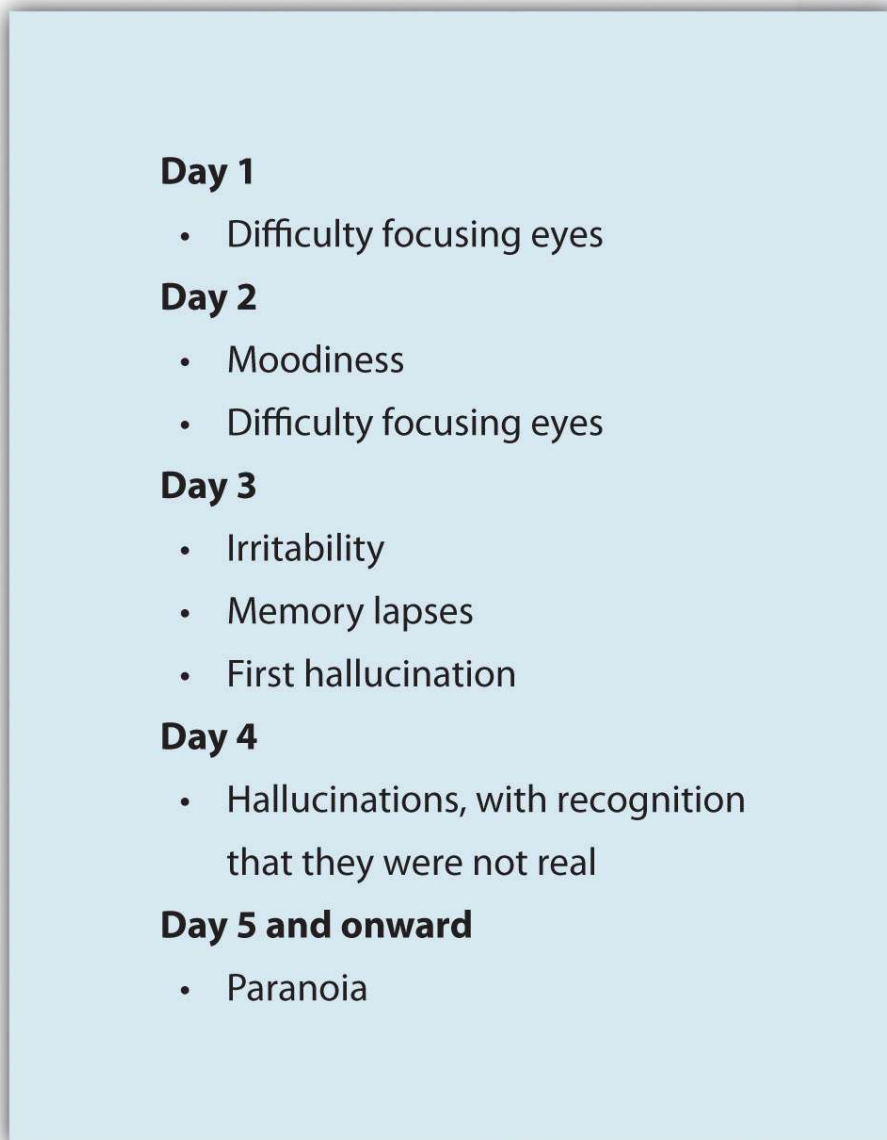 Day 1
• Difficulty focusing eyes
Day 2
• Moodiness
• Difficulty focusing eyes
Day 3
• Irritability
• Memory lapses
• First hallucination
Day 4
• Hallucinations, with recognition
that they were not real
Day 5 and onward
• Paranoia